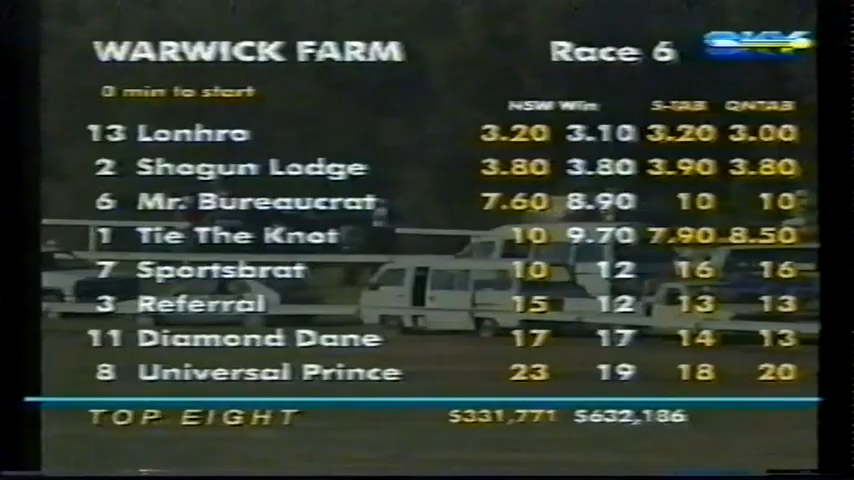 WARWICK FARM Race 6
0 min to start
NSW Win S-TAB QNTAB
13 Lonhro 3.20 3.10 3.20 3.00
2 Shogun Lodge 3.80 3.80 3.90 3.80
6 Mr. Bureaucrat 7.60 8.90 10 10
1 Tie The Knot 10 9.70 7.90 8.50
7 Sportsbrat 10 12 16 16
3 Referral 15 12 13 13
11 Diamond Dane 17 17 14 13
8 Universal Prince 23 19 18 20
TOP EIGHT $331,771 $632,186